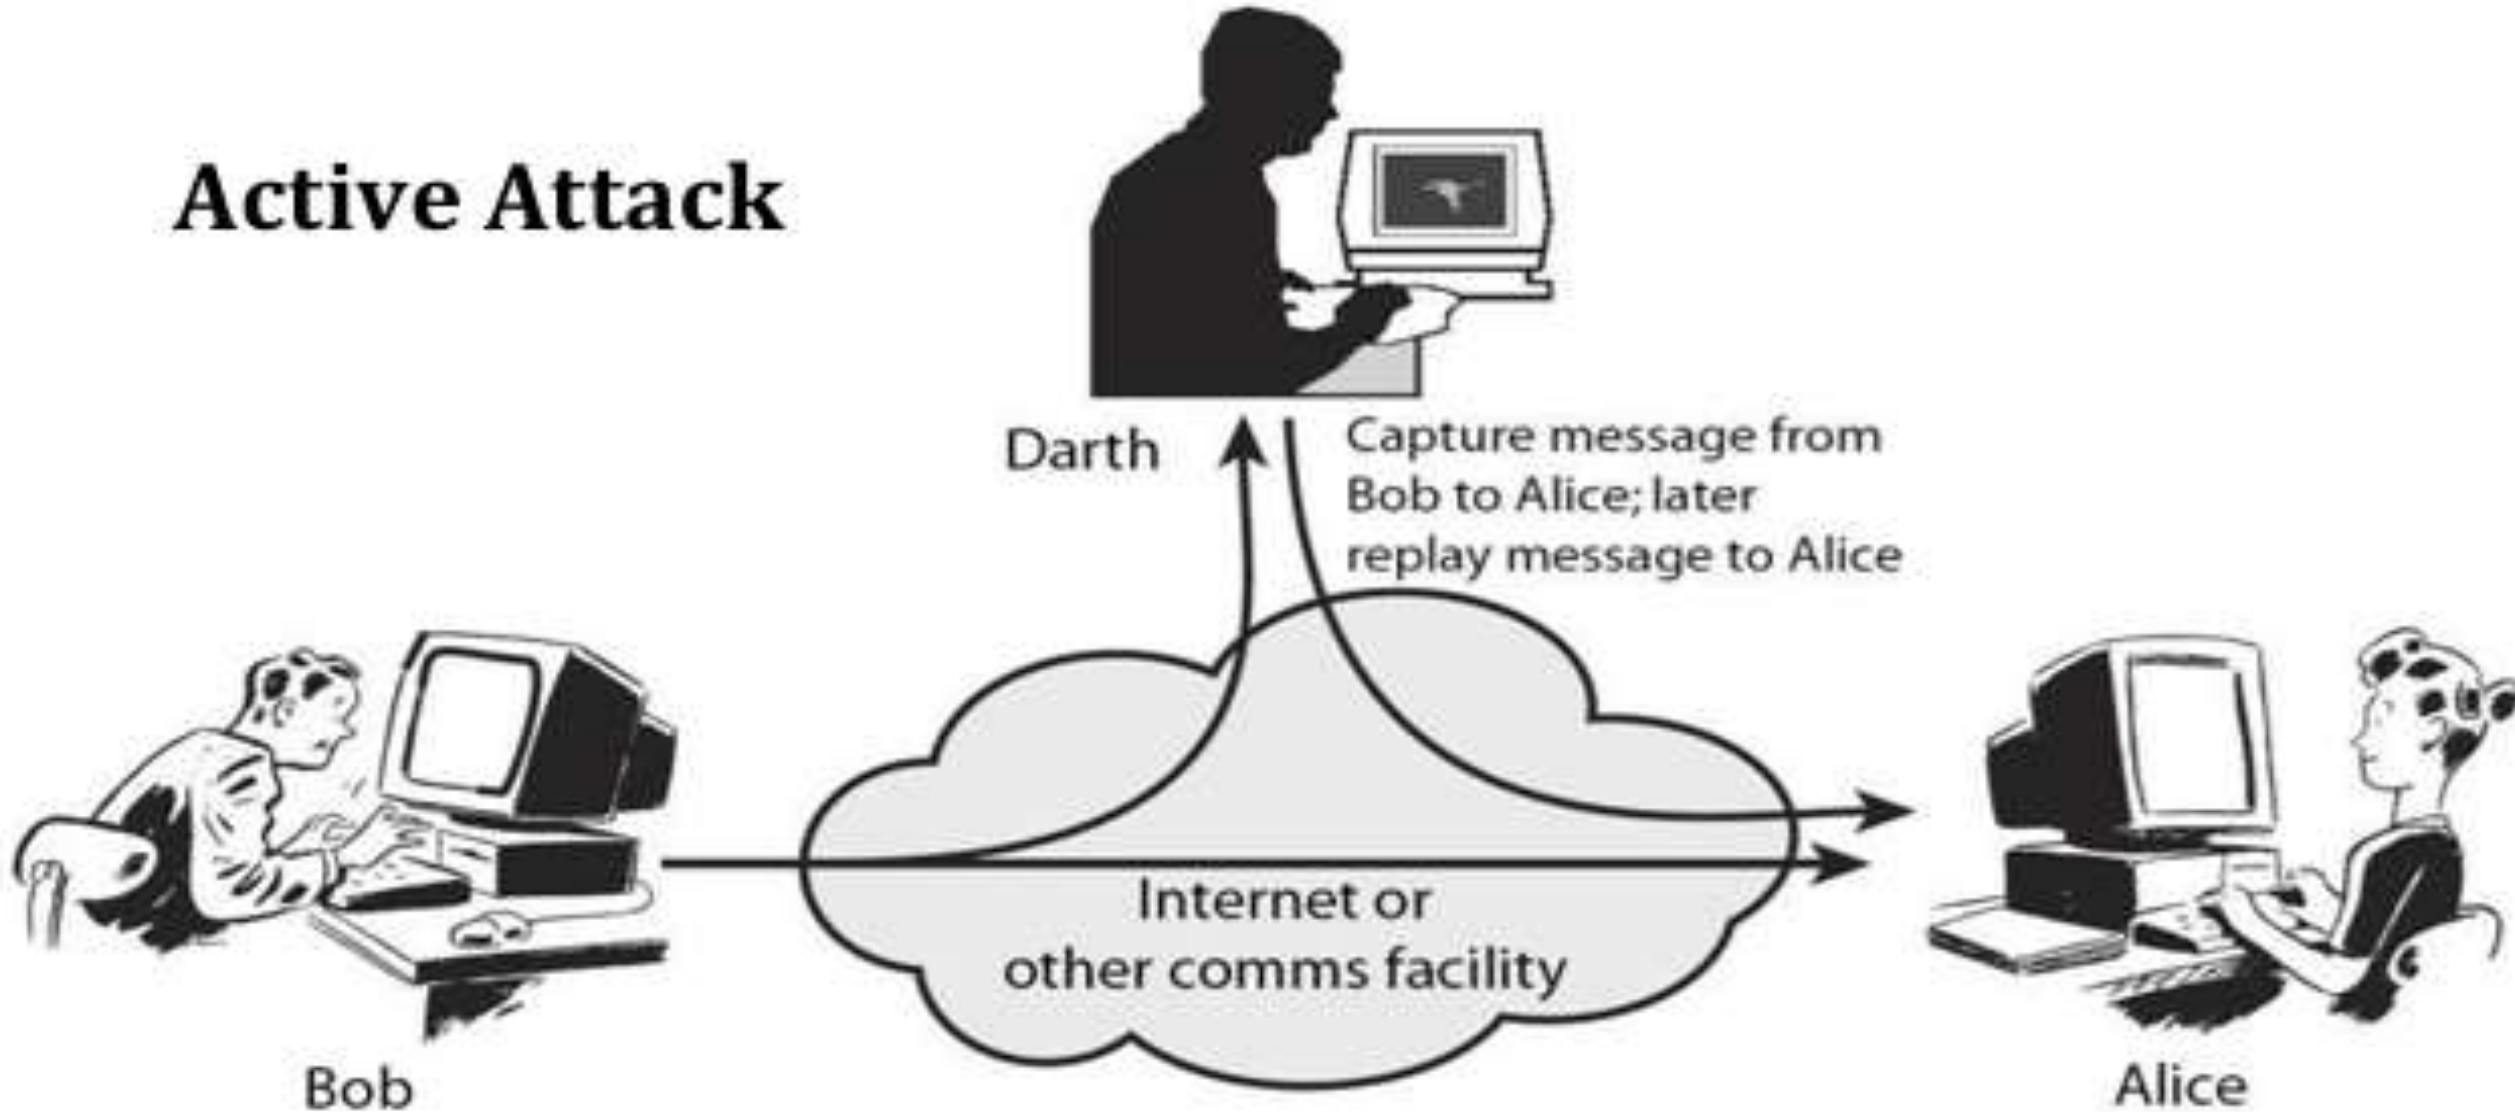 Active Attack
Darth
Capture message from
Bob to Alice; later
replay message to Alice
Internet or
other comms facility
Bob
Alice